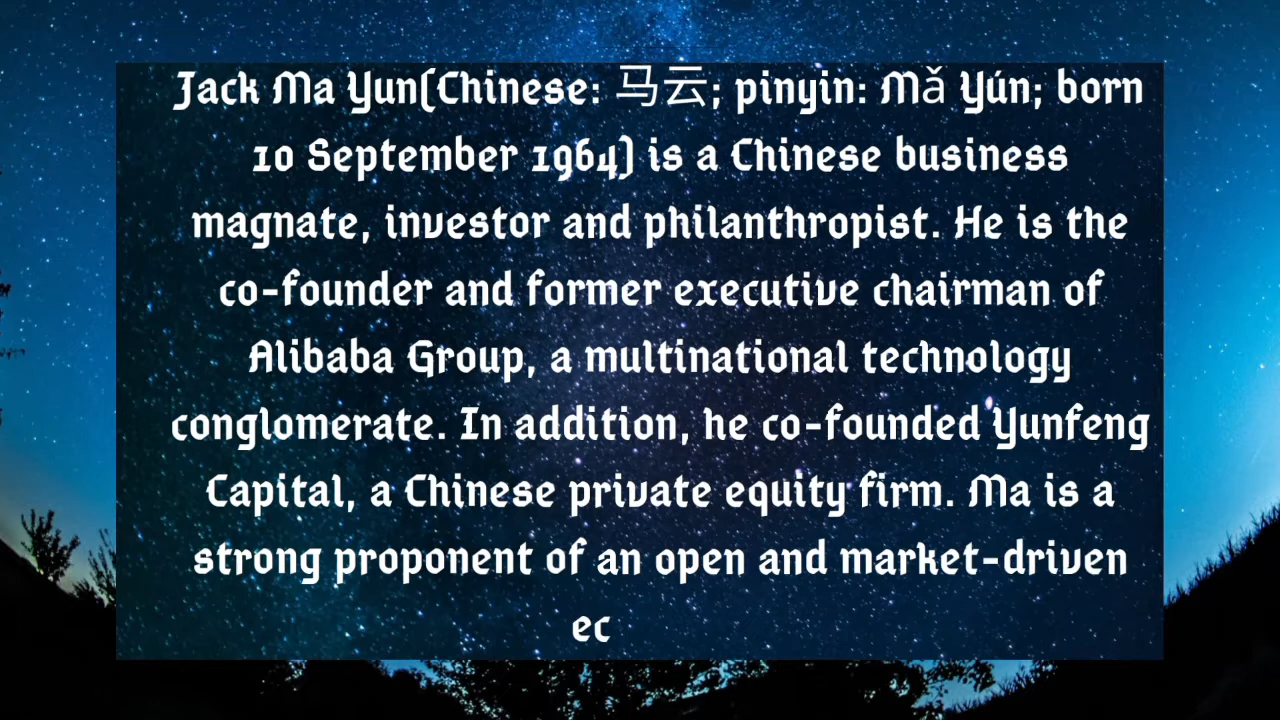 Jack Ma Yun(Chinese: 马云; pinyin: Mǎ Yún; born
10 September 1964) is a Chinese business
magnate, investor and philanthropist. He is the
co-founder and former executive chairman of
Alibaba Group, a multinational technology
conglomerate. In addition, he co-founded Yunfeng
Capital, a Chinese private equity firm. Ma is a
strong proponent of an open and market-driven
ec